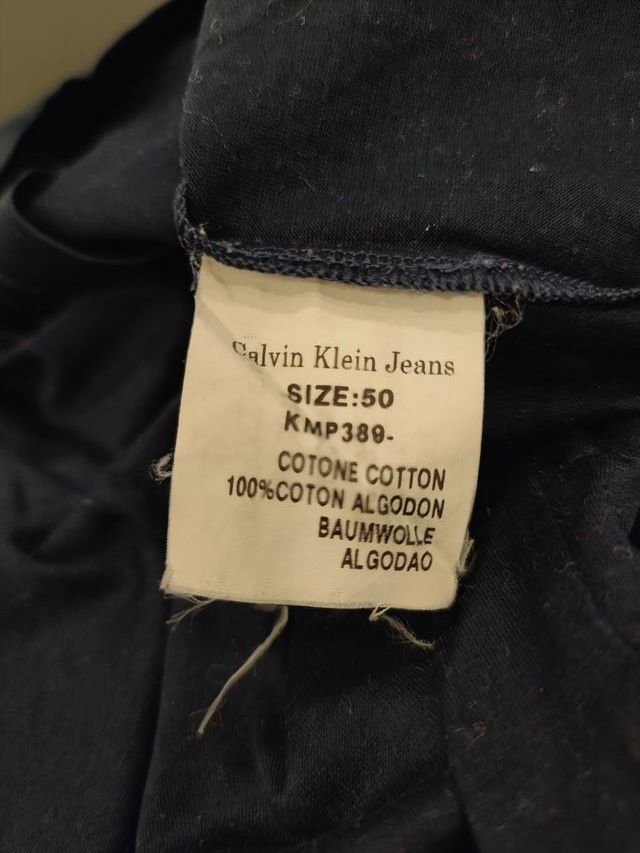 Calvin Klein Jeans
SIZE:50
KMP389-
COTONE COTTON
100%COTON ALGODON
BAUMWOLLE
ALGODAO